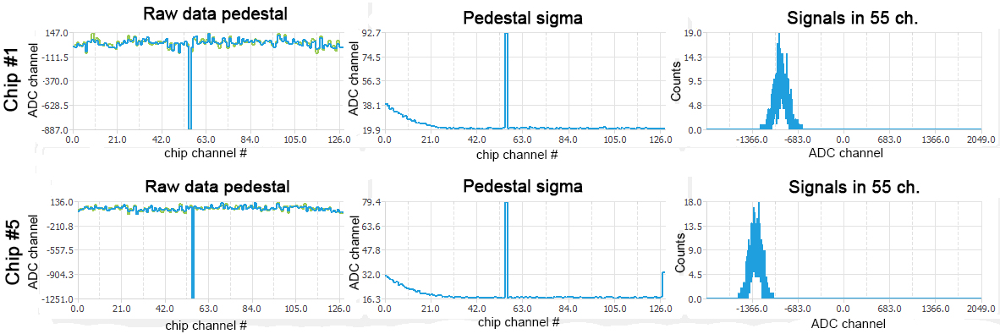 Raw data pedestal
Pedestal sigma
Signals in 55 ch.
Chip #1
ADC channel
147.0
-111.5
-370.0
-628.5
-887.0
0.0 21.0 42.0 63.0 84.0 105.0 126.0
chip channel #
ADC channel
92.7
74.5
56.3
38.1
19.9
0.0 21.0 42.0 63.0 84.0 105.0 126.0
chip channel #
Counts
19.0
14.3
9.5
4.8
0.0
-1366.0 -683.0 0.0 683.0 1366.0 2049.0
ADC channel
Raw data pedestal
Pedestal sigma
Signals in 55 ch.
Chip #5
ADC channel
136.0
-210.8
-557.5
-904.3
-1251.0
0.0 21.0 42.0 63.0 84.0 105.0 126.0
chip channel #
ADC channel
79.4
63.6
47.8
32.0
16.3
0.0 21.0 42.0 63.0 84.0 105.0 126.0
chip channel #
Counts
18.0
13.5
9.0
4.5
0.0
-1366.0 -683.0 0.0 683.0 1366.0 2049.0
ADC channel